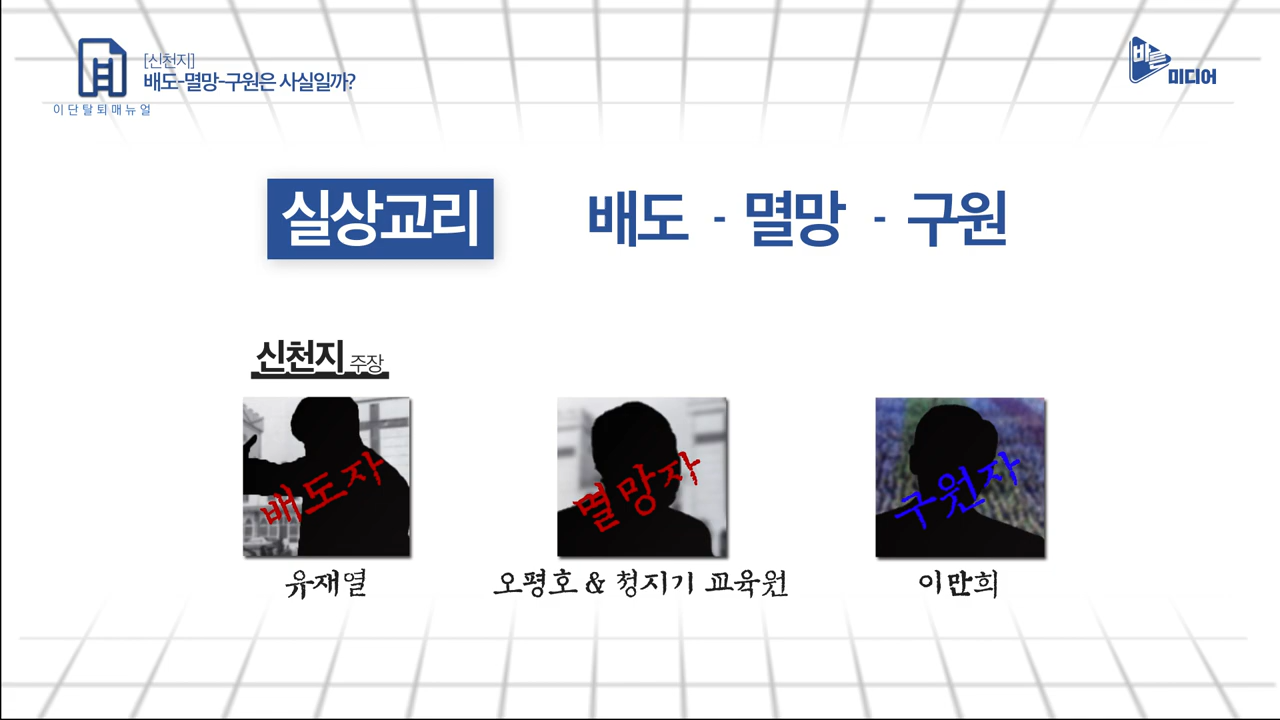 [신천지]
배도-멸망-구원은 사실일까?
이단탈퇴매뉴얼
바른
미디어
실상교리
배도 - 멸망 - 구원
신천지 주장
배도자
멸망자
구원자
유재열
오평호 & 청지기 교육원
이만희